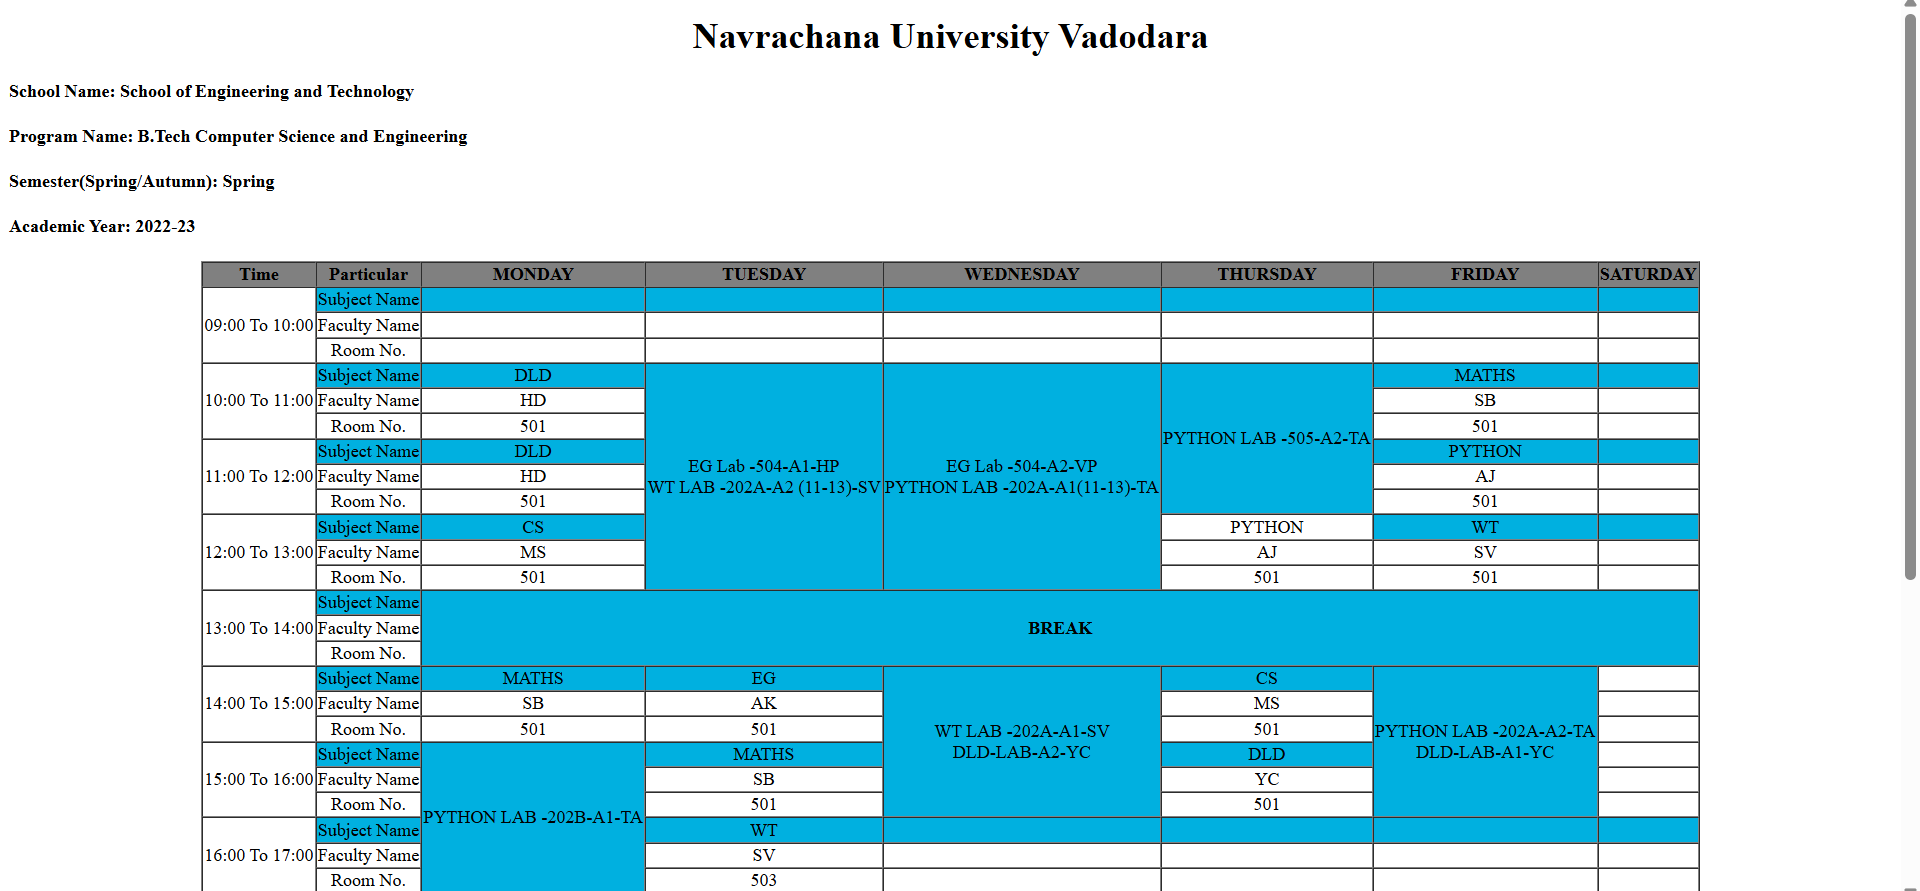 Navrachana University Vadodara
School Name: School of Engineering and Technology
Program Name: B.Tech Computer Science and Engineering
Semester(Spring/Autumn): Spring
Academic Year: 2022-23
Time Particular MONDAY TUESDAY WEDNESDAY THURSDAY FRIDAY SATURDAY
09:00 To 10:00
Subject Name
Faculty Name
Room No.
10:00 To 11:00
Subject Name DLD MATHS
Faculty Name HD SB
Room No. 501 501
EG Lab -504-A1-HP
WT LAB -202A-A2 (11-13)-SV
EG Lab -504-A2-VP
PYTHON LAB -202A-A1(11-13)-TA
PYTHON LAB -505-A2-TA
11:00 To 12:00
Subject Name DLD PYTHON
Faculty Name HD AJ
Room No. 501 501
12:00 To 13:00
Subject Name CS PYTHON WT
Faculty Name MS AJ SV
Room No. 501 501 501
13:00 To 14:00
Subject Name
Faculty Name
Room No.
BREAK
14:00 To 15:00
Subject Name MATHS EG CS
Faculty Name SB AK MS
Room No. 501 501 501
WT LAB -202A-A1-SV
DLD-LAB-A2-YC
PYTHON LAB -202A-A2-TA
DLD-LAB-A1-YC
15:00 To 16:00
Subject Name MATHS DLD
Faculty Name SB YC
Room No. 501 501
PYTHON LAB -202B-A1-TA
16:00 To 17:00
Subject Name WT
Faculty Name SV
Room No. 503